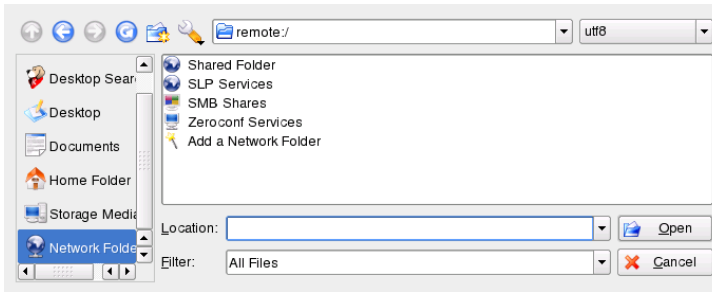 remote:/ utf8
Desktop Sear
Desktop
Documents
Home Folder
Storage Media
Network Folde
Shared Folder
SLP Services
SMB Shares
Zeroconf Services
Add a Network Folder
Location: Open
Filter: All Files Cancel